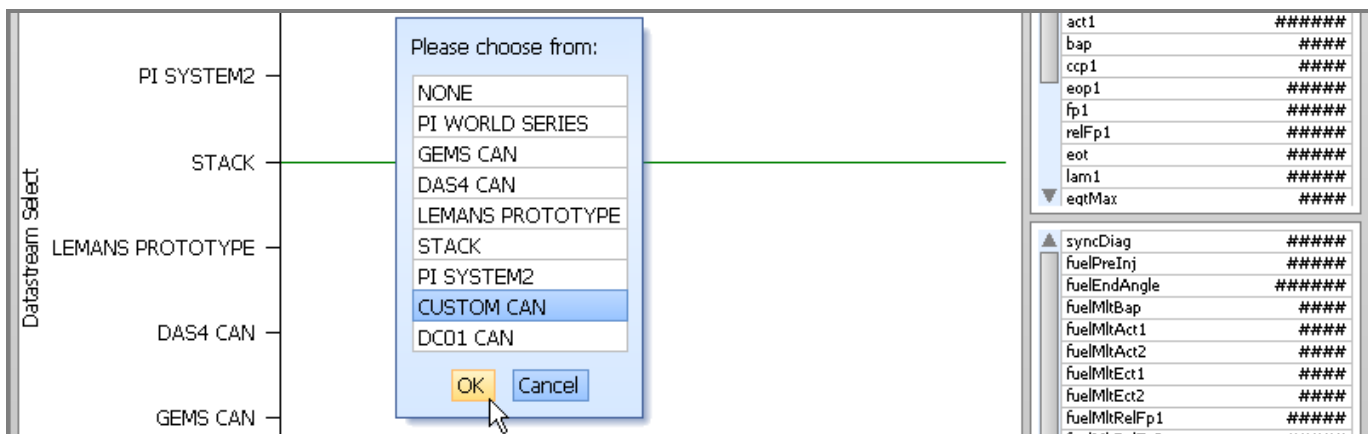 Datastream Select
PI SYSTEM2
STACK
LEMANS PROTOTYPE
DAS4 CAN
GEMS CAN
Please choose from:
NONE
PI WORLD SERIES
GEMS CAN
DAS4 CAN
LEMANS PROTOTYPE
STACK
PI SYSTEM2
CUSTOM CAN
DC01 CAN
OK Cancel
act1 ######
bap ####
ccp1 ####
eop1 #####
fp1 #####
relFp1 #####
eot #####
lam1 #####
egtMax ####
syncDiag #####
fuelPreInj #####
fuelEndAngle ######
fuelMltBap ####
fuelMltAct1 ####
fuelMltAct2 ####
fuelMltEct1 ####
fuelMltEct2 ####
fuelMltRelFp1 #####